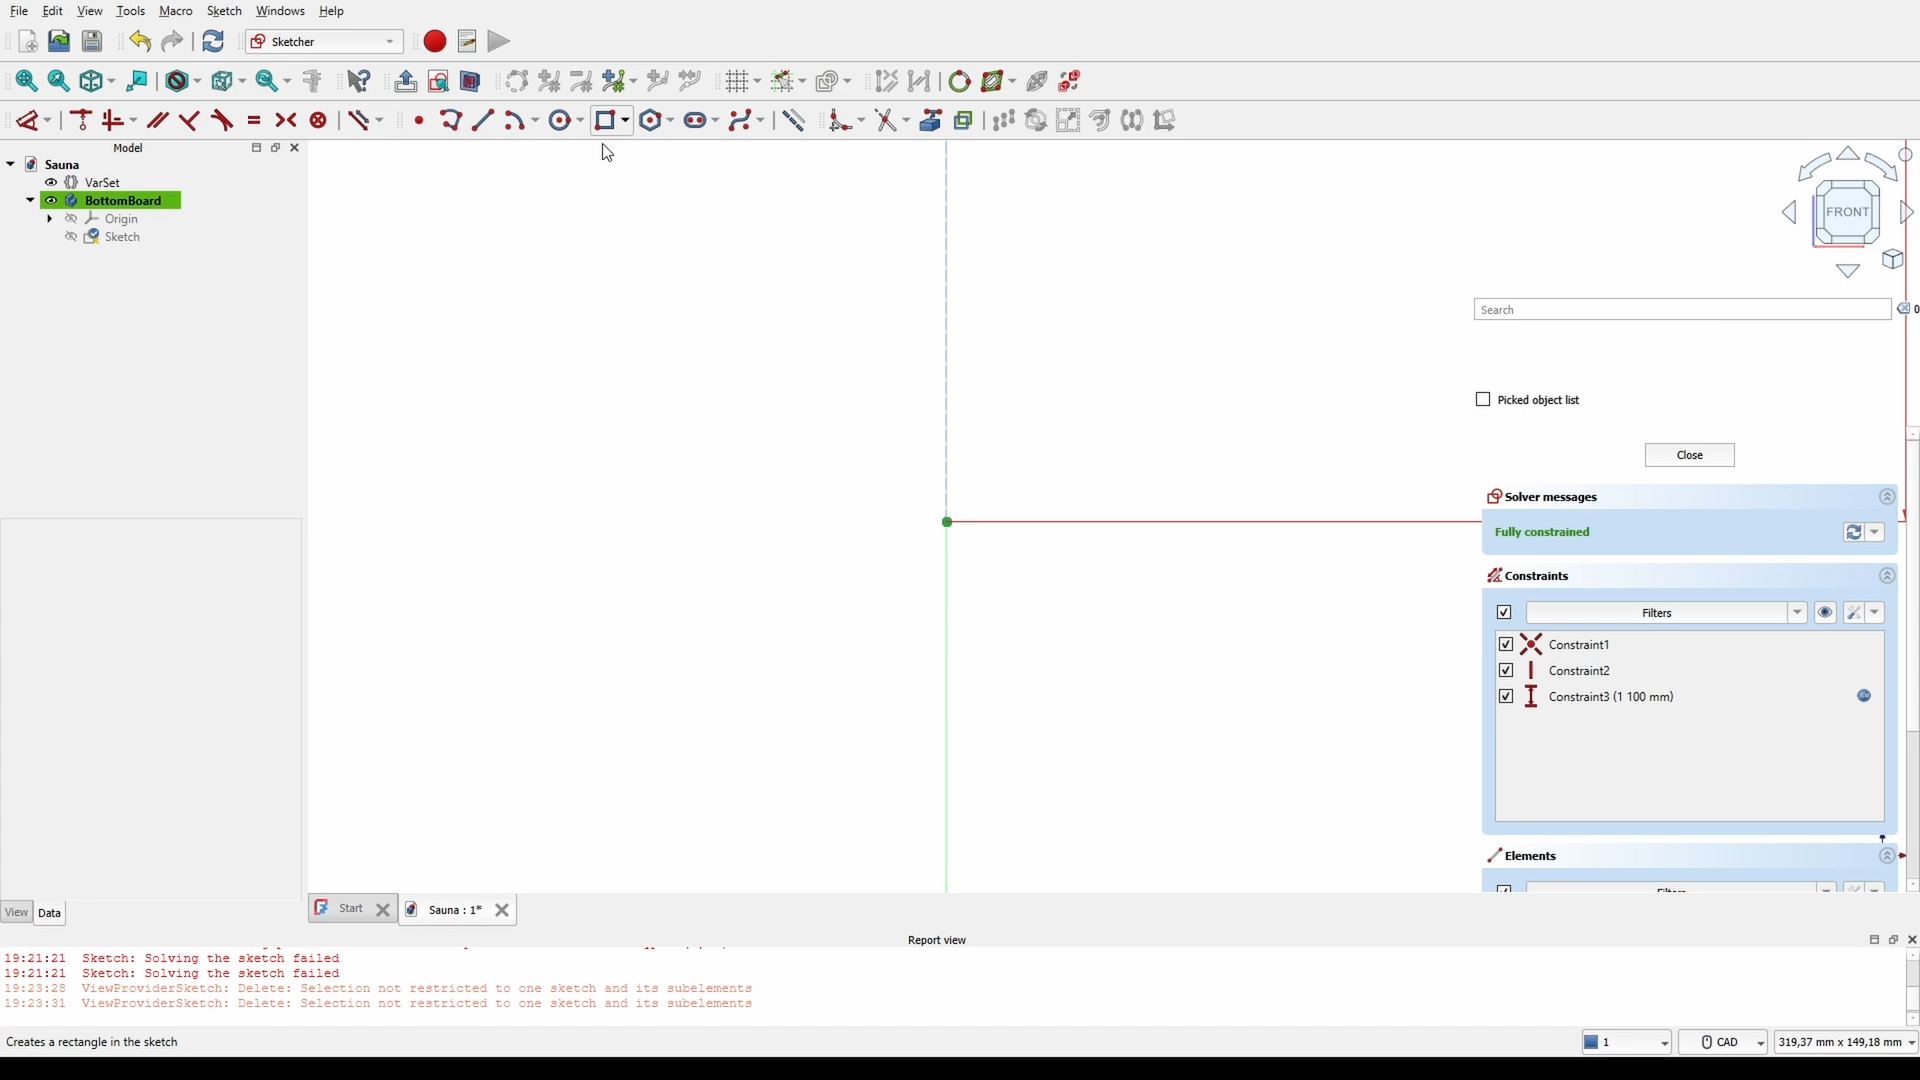 File Edit View Tools Macro Sketch Windows Help
Sketcher
Model
Sauna
VarSet
BottomBoard
Origin
Sketch
FRONT
Search
0
Picked object list
Close
Solver messages
Fully constrained
Constraints
Filters
Constraint1
Constraint2
Constraint3 (1 100 mm)
Elements
View Data
Start
Sauna : 1*
Report view
19:21:21 Sketch: Solving the sketch failed
19:21:21 Sketch: Solving the sketch failed
19:23:28 ViewProviderSketch: Delete: Selection not restricted to one sketch and its subelements
19:23:31 ViewProviderSketch: Delete: Selection not restricted to one sketch and its subelements
Creates a rectangle in the sketch
1
CAD
319,37 mm x 149,18 mm